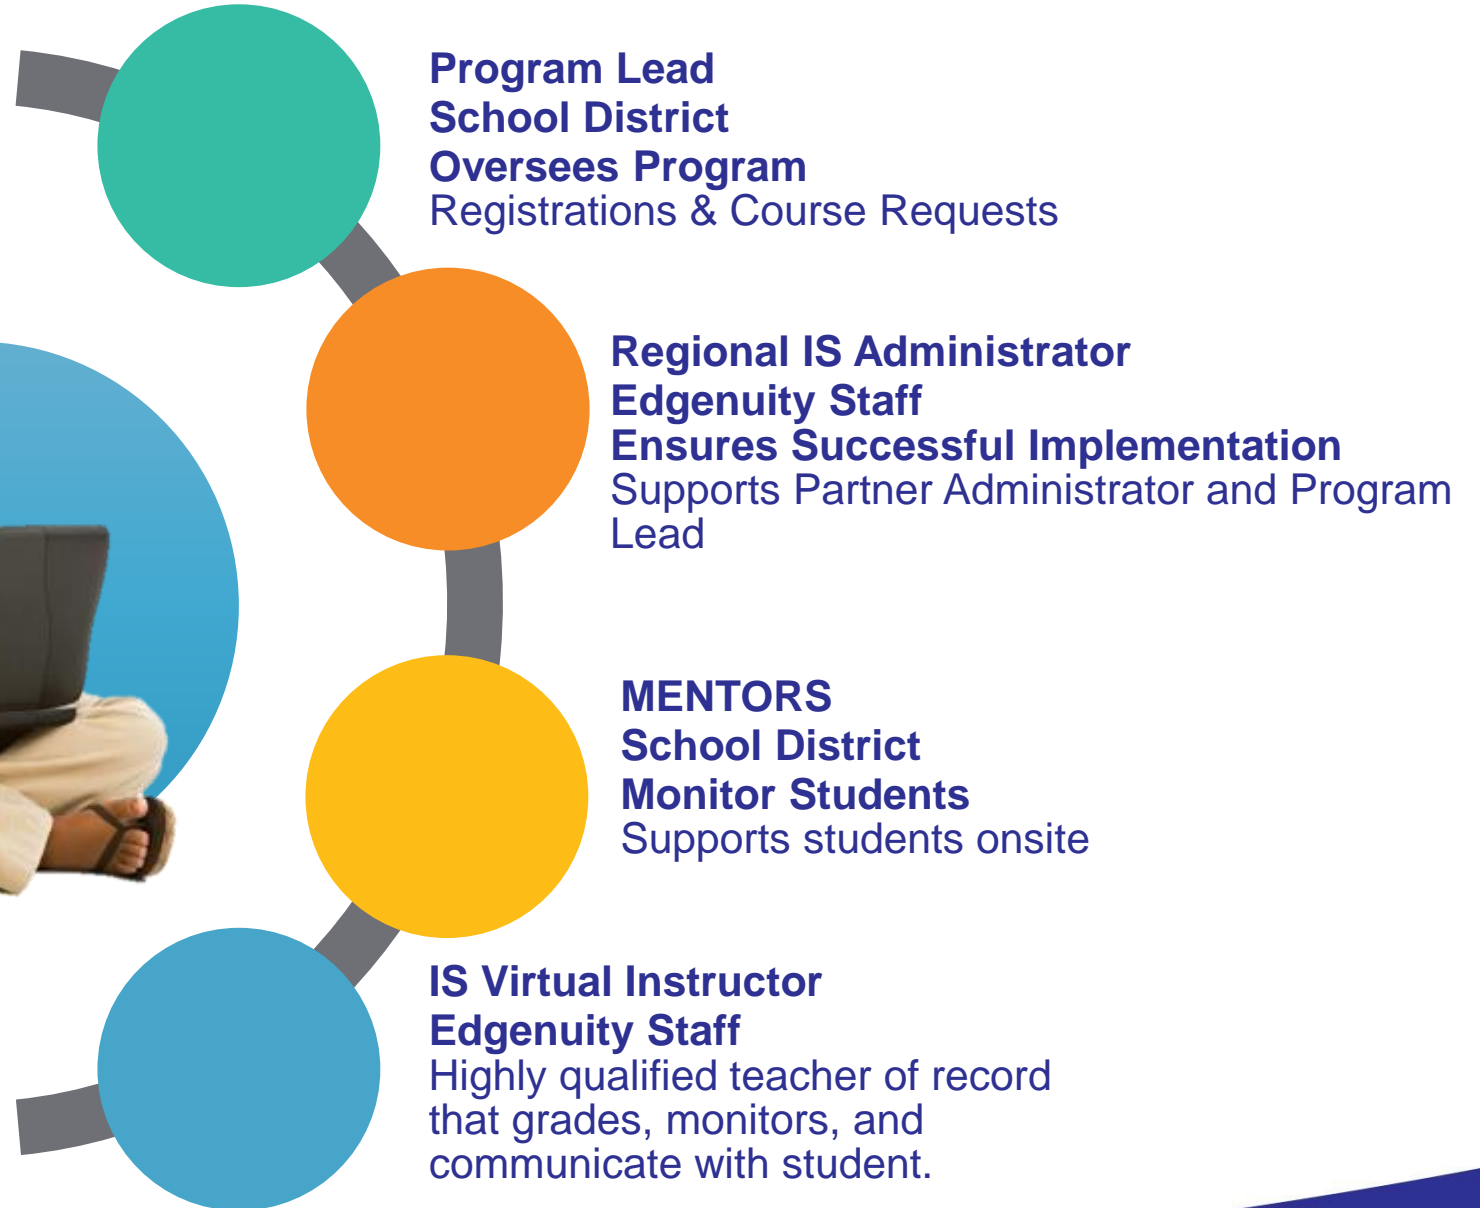 Program Lead
School District
Oversees Program
Registrations & Course Requests
Regional IS Administrator
Edgenuity Staff
Ensures Successful Implementation
Supports Partner Administrator and Program
Lead
MENTORS
School District
Monitor Students
Supports students onsite
IS Virtual Instructor
Edgenuity Staff
Highly qualified teacher of record
that grades, monitors, and
communicate with student.